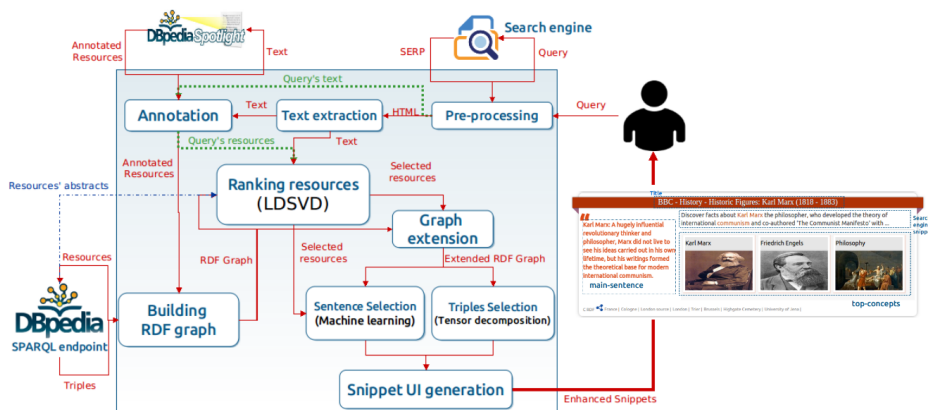 DBpedia Spotlight
Search engine
Annotated
Resources
Text
SERP
Query
Query's text
Annotation
Text
Text extraction
HTML
Pre-processing
Query
Query's resources
Text
Annotated
Resources
Selected
resources
Resources' abstracts
Ranking resources
(LDSVD)
Title
BBC - History - Historic Figures: Karl Marx (1818 - 1883)
Discover facts about Karl Marx the philosopher, who developed the theory of
international communism and co-authored 'The Communist Manifesto' with ...
Karl Marx: A hugely influential
revolutionary thinker and
philosopher, Marx did not live to
see his ideas carried out in his own
lifetime, but his writings formed
the theoretical base for modern
international communism.
main-sentence
Karl Marx
Friedrich Engels
Philosophy
top-concepts
Graph
extension
RDF Graph
Selected
resources
Extended RDF Graph
Resources
DBpedia
SPARQL endpoint
Triples
Building
RDF graph
Sentence Selection
(Machine learning)
Triples Selection
(Tensor decomposition)
Snippet UI generation
Enhanced Snippets